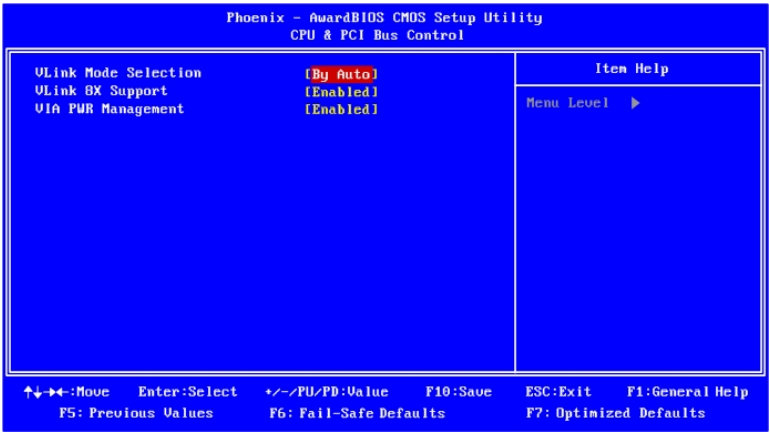 Phoenix - AwardBIOS CMOS Setup Utility
CPU & PCI Bus Control
VLink Mode Selection [By Auto] Item Help
VLink 8X Support [Enabled]
VIA PWR Management [Enabled] Menu Level ▶
↑↓→←:Move Enter:Select +/-/PU/PD:Value F10:Save ESC:Exit F1:General Help
F5: Previous Values F6: Fail-Safe Defaults F7: Optimized Defaults